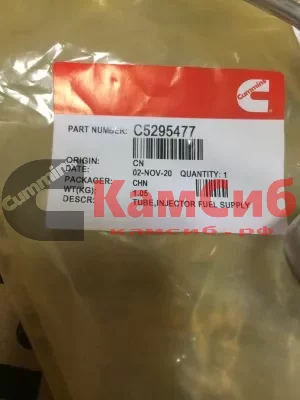 Cummins
PART NUMBER: C5295477
ORIGIN: CN
DATE: 02-NOV-20 QUANTITY: 1
PACKAGER: CHN
WT(KG): 1.05
DESCR: TUBE,INJECTOR FUEL SUPPLY
Cummins
КамСиб
камсиб.рф